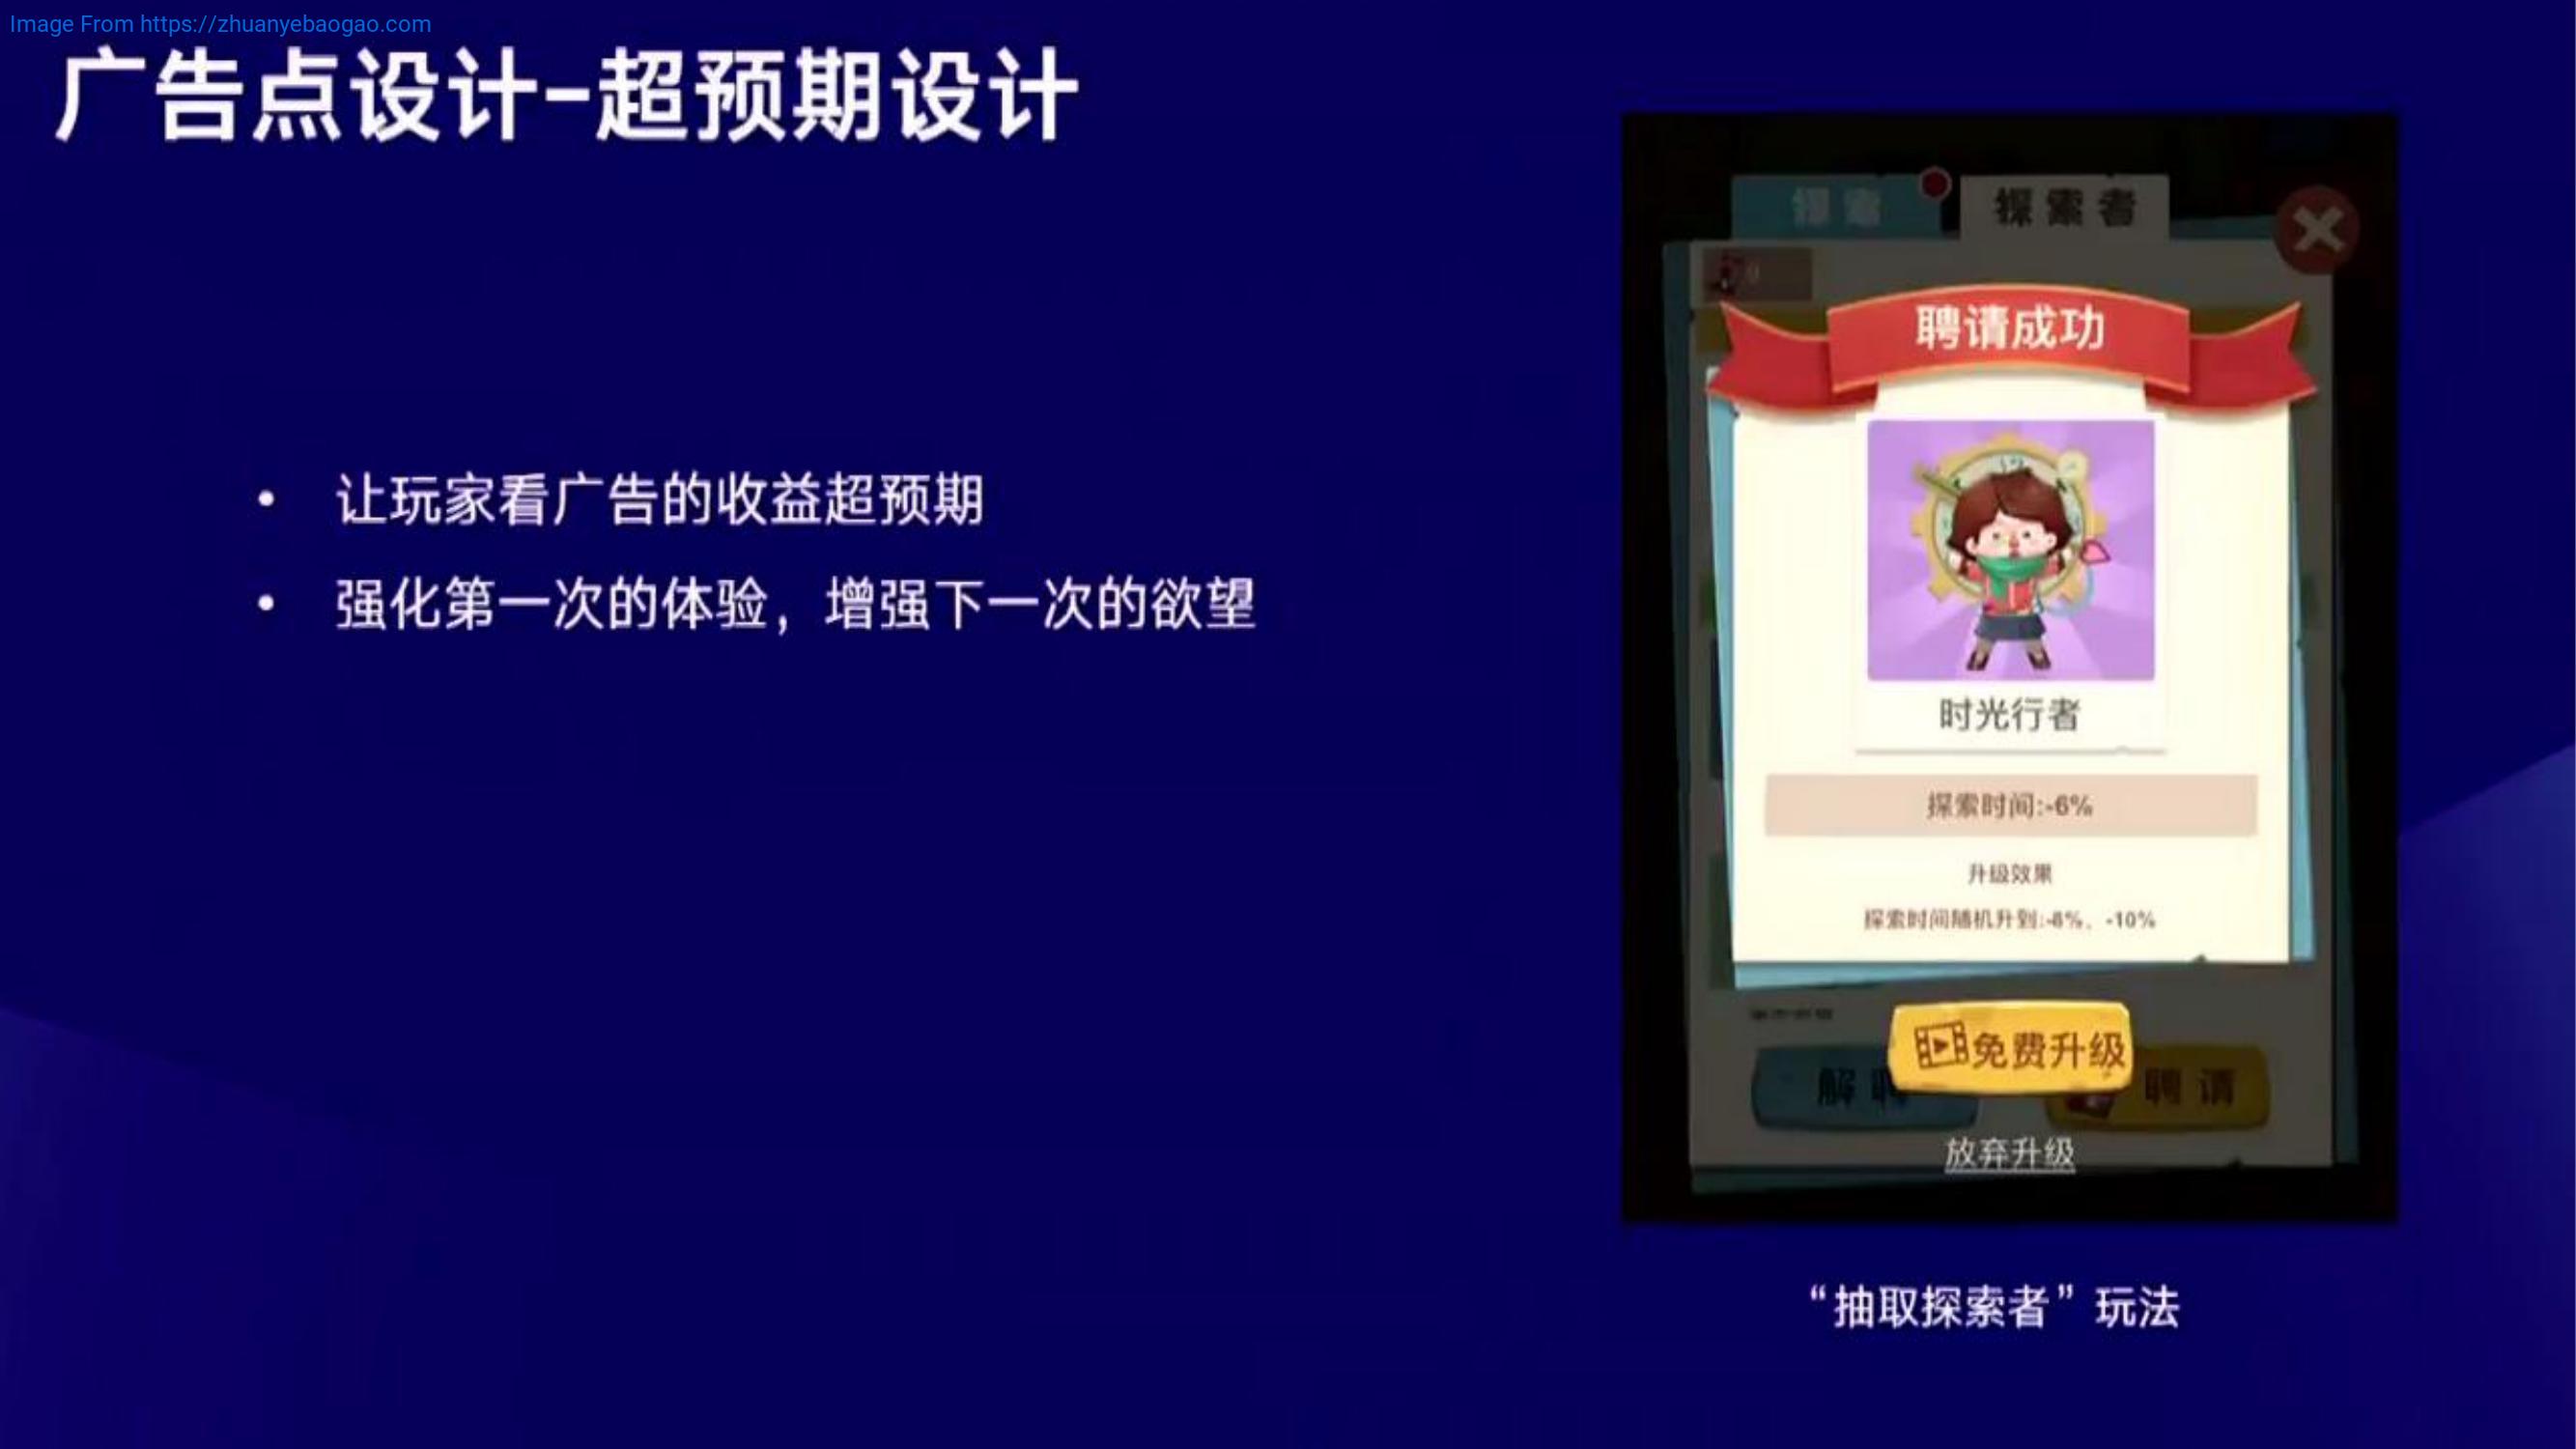 Image From https://zhuanyebaogao.com
广告点设计-超预期设计
• 让玩家看广告的收益超预期
• 强化第一次的体验，增强下一次的欲望
探索
探索者
聘请成功
时光行者
探索时间:-6%
升级效果
探索时间随机升到:-8%、-10%
免费升级
解聘
聘请
放弃升级
“抽取探索者”玩法